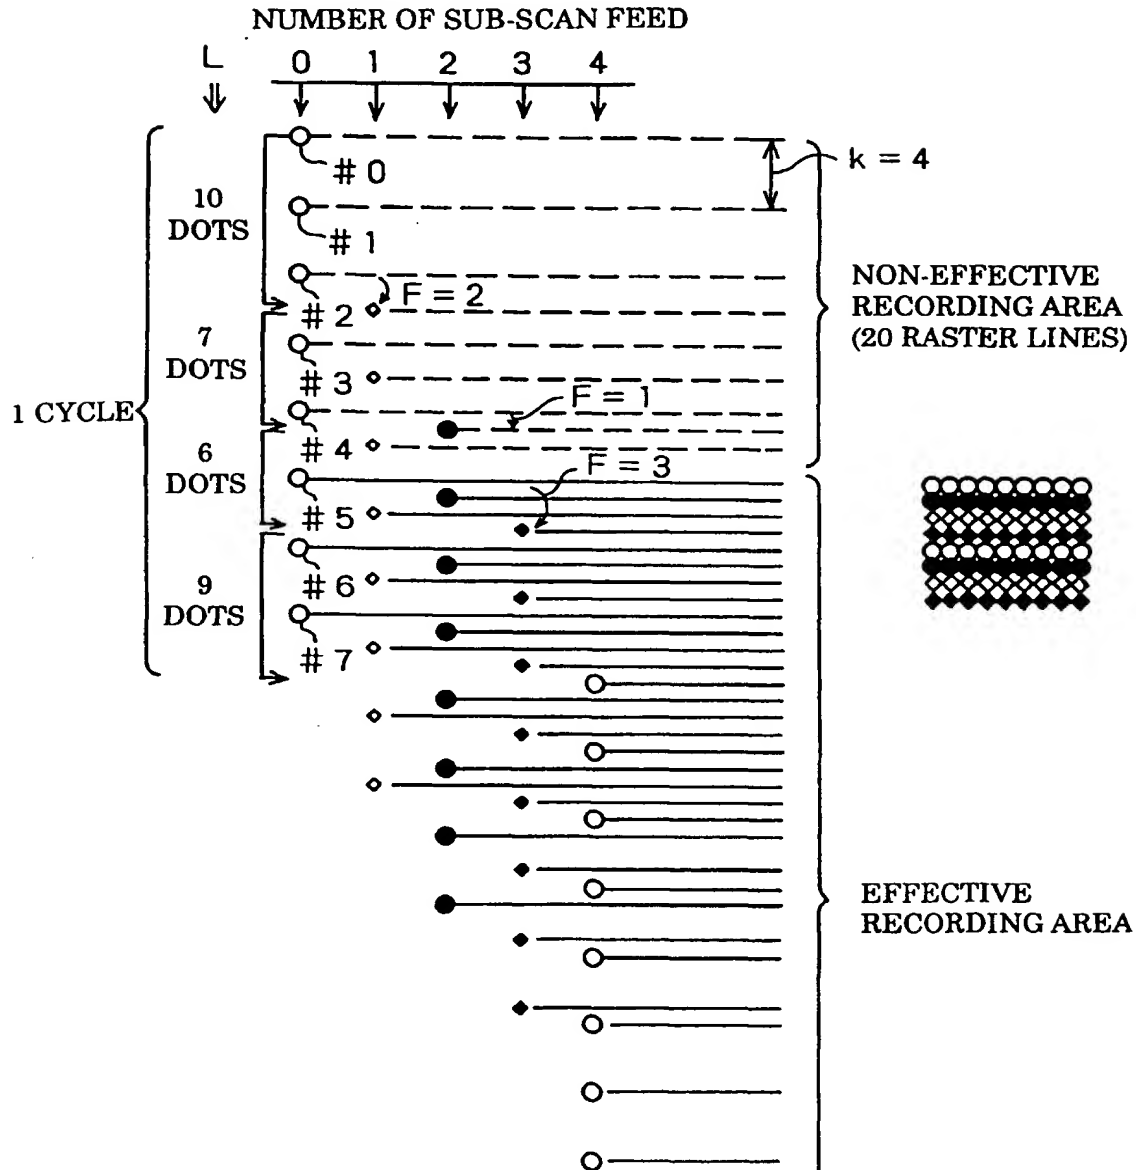 NUMBER OF SUB-SCAN FEED
L 0 1 2 3 4
# 0
k = 4
10
DOTS
# 1
NON-EFFECTIVE
RECORDING AREA
(20 RASTER LINES)
F = 2
# 2
7
DOTS
# 3
F = 1
1 CYCLE
# 4
6
DOTS
F = 3
# 5
# 6
9
DOTS
# 7
EFFECTIVE
RECORDING AREA